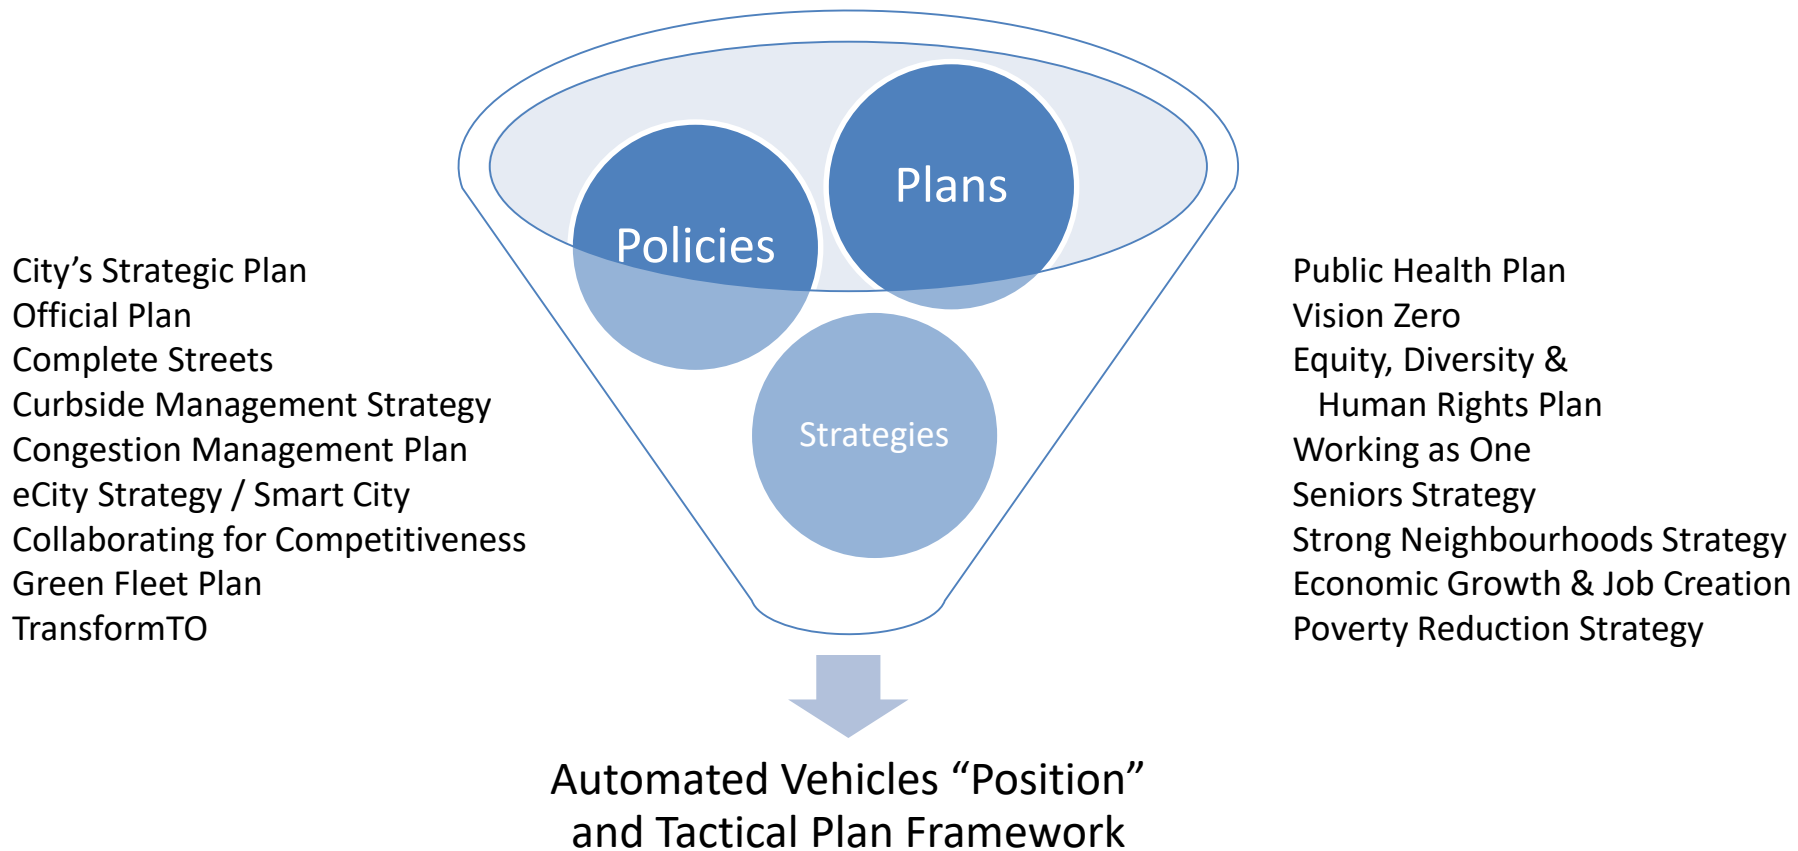 Plans
Policies
Strategies
City’s Strategic Plan
Official Plan
Complete Streets
Curbside Management Strategy
Congestion Management Plan
eCity Strategy / Smart City
Collaborating for Competitiveness
Green Fleet Plan
TransformTO
Public Health Plan
Vision Zero
Equity, Diversity &
Human Rights Plan
Working as One
Seniors Strategy
Strong Neighbourhoods Strategy
Economic Growth & Job Creation
Poverty Reduction Strategy
Automated Vehicles “Position”
and Tactical Plan Framework